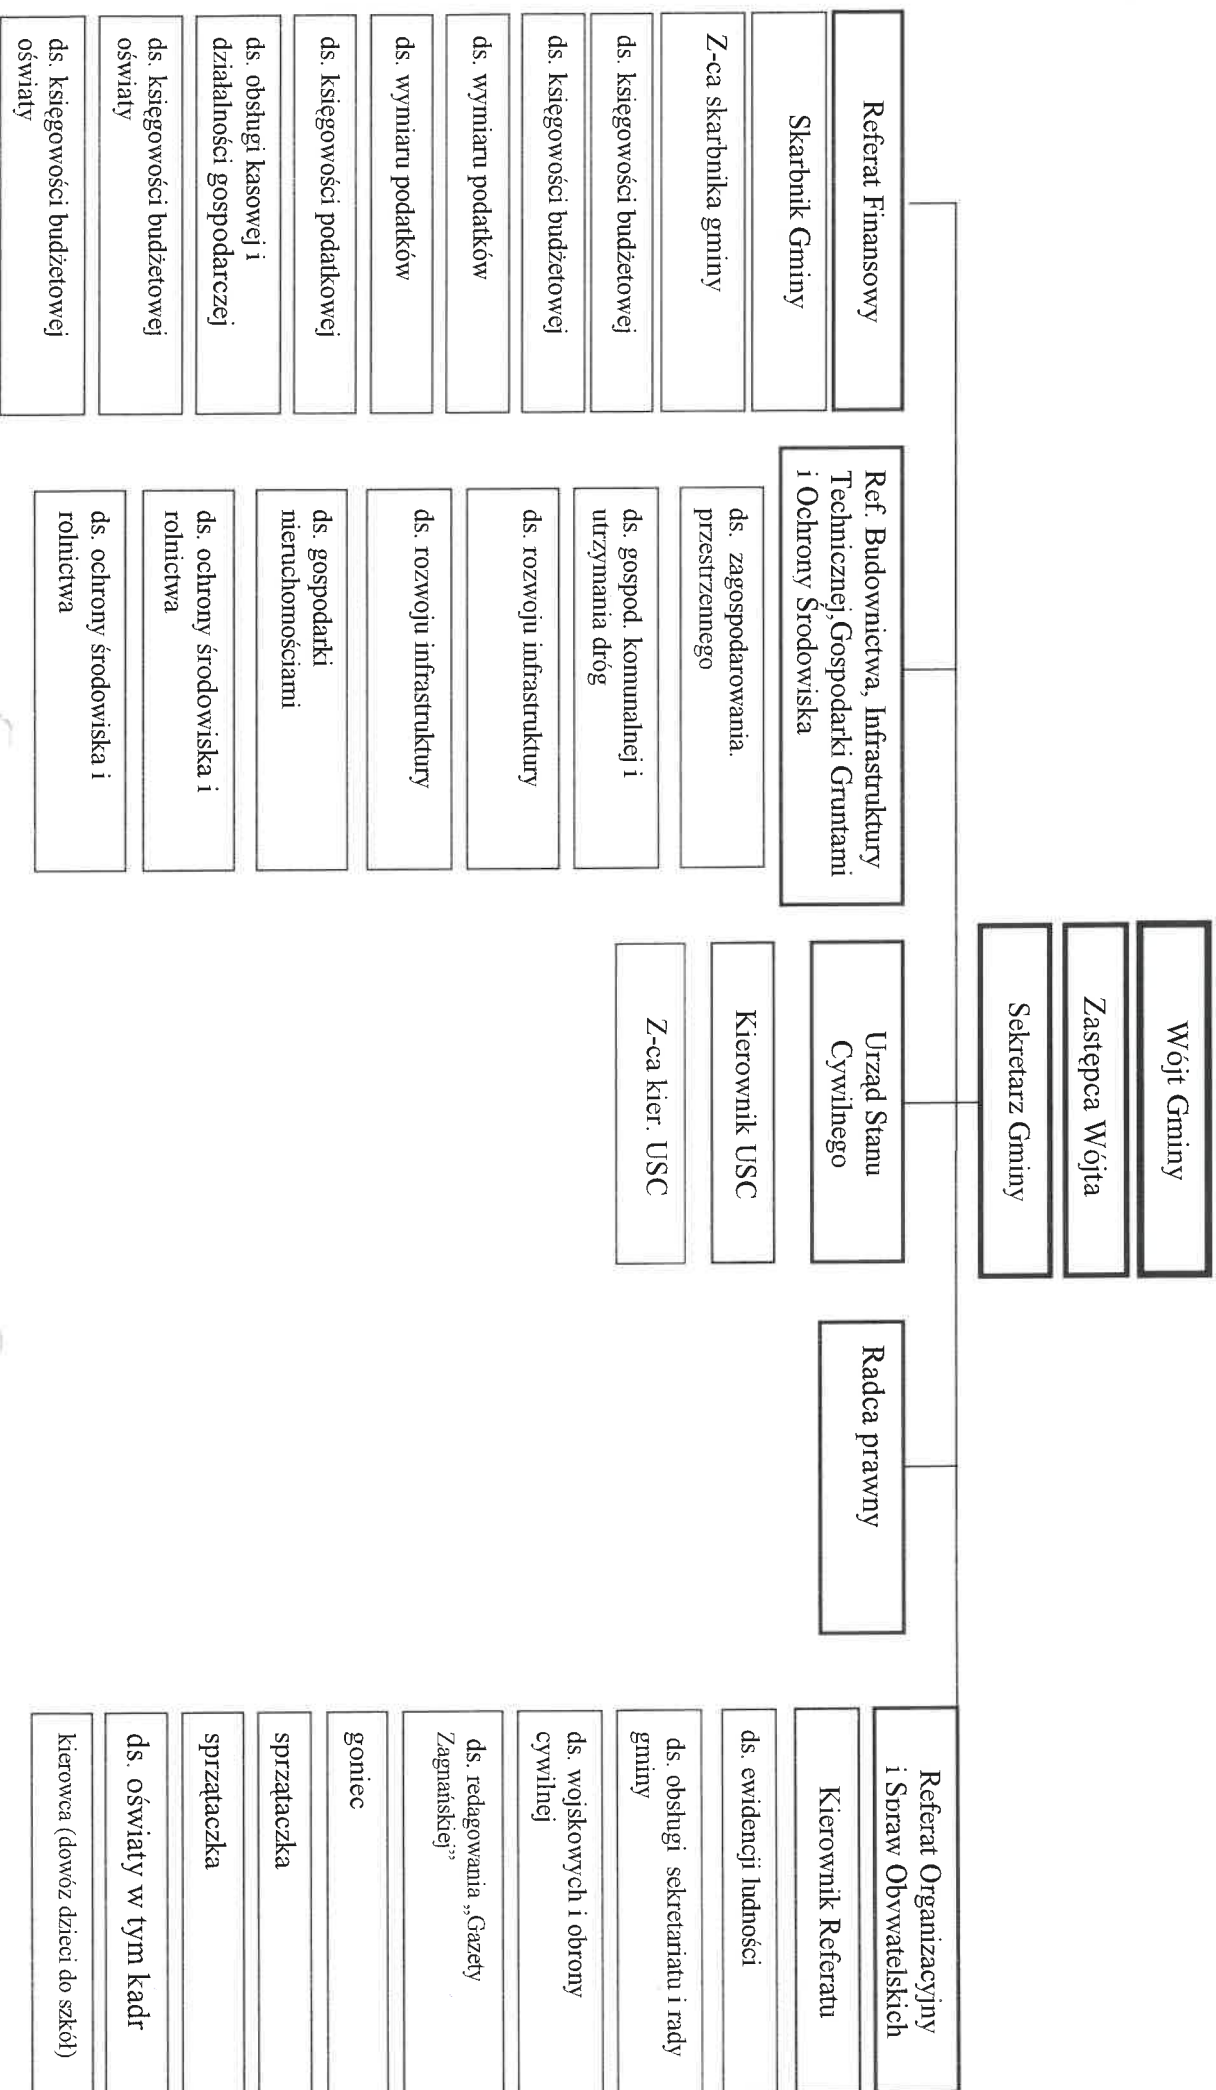 Wójt Gminy
Zastępca Wójta
Sekretarz Gminy
Referat Finansowy
Skarbnik Gminy
Z-ca skarbnika gminy
ds. księgowości budżetowej
ds. księgowości budżetowej
ds. wymiaru podatków
ds. wymiaru podatków
ds. księgowości podatkowej
ds. obsługi kasowej i
działalności gospodarczej
ds. księgowości budżetowej
oświaty
ds. księgowości budżetowej
oświaty
Ref. Budownictwa, Infrastruktury
Technicznej,Gospodarki Gruntami
i Ochrony Środowiska
ds. zagospodarowania.
przestrzennego
ds. gospod. komunalnej i
utrzymania dróg
ds. rozwoju infrastruktury
ds. rozwoju infrastruktury
ds. gospodarki
nieruchomościami
ds. ochrony środowiska i
rolnictwa
ds. ochrony środowiska i
rolnictwa
Urząd Stanu
Cywilnego
Kierownik USC
Z-ca kier. USC
Radca prawny
Referat Organizacyjny
i Spraw Obywatelskich
Kierownik Referatu
ds. ewidencji ludności
ds. obsługi sekretariatu i rady
gminy
ds. wojskowych i obrony
cywilnej
ds. redagowania „Gazety
Zagnańskiej”
goniec
sprzątaczka
sprzątaczka
ds. oświaty w tym kadr
kierowca (dowóz dzieci do szkół)